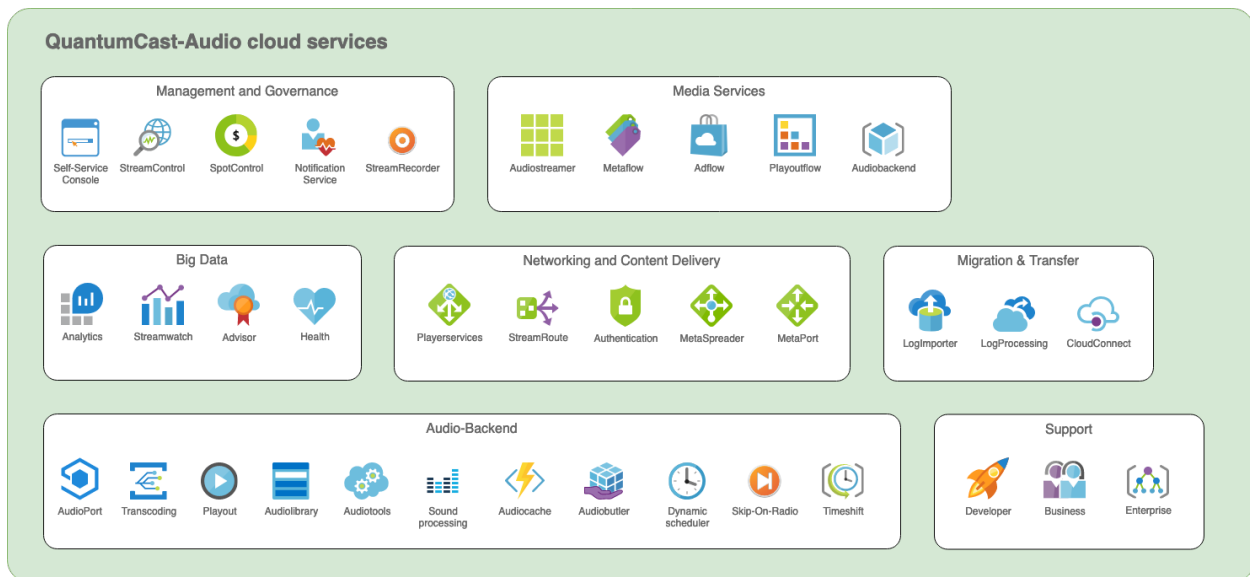 QuantumCast-Audio cloud services
Management and Governance
Self-Service
Console
StreamControl
SpotControl
$
Notification
Service
StreamRecorder
Media Services
Audiostreamer
Metaflow
Adflow
Playoutflow
Audiobackend
Big Data
Analytics
Streamwatch
Advisor
Health
Networking and Content Delivery
Playerservices
StreamRoute
Authentication
MetaSpreader
MetaPort
Migration & Transfer
LogImporter
LogProcessing
CloudConnect
Audio-Backend
AudioPort
Transcoding
Playout
Audiolibrary
Audiotools
Sound
processing
Audiocache
Audiobutler
Dynamic
scheduler
Skip-On-Radio
Timeshift
Support
Developer
Business
Enterprise